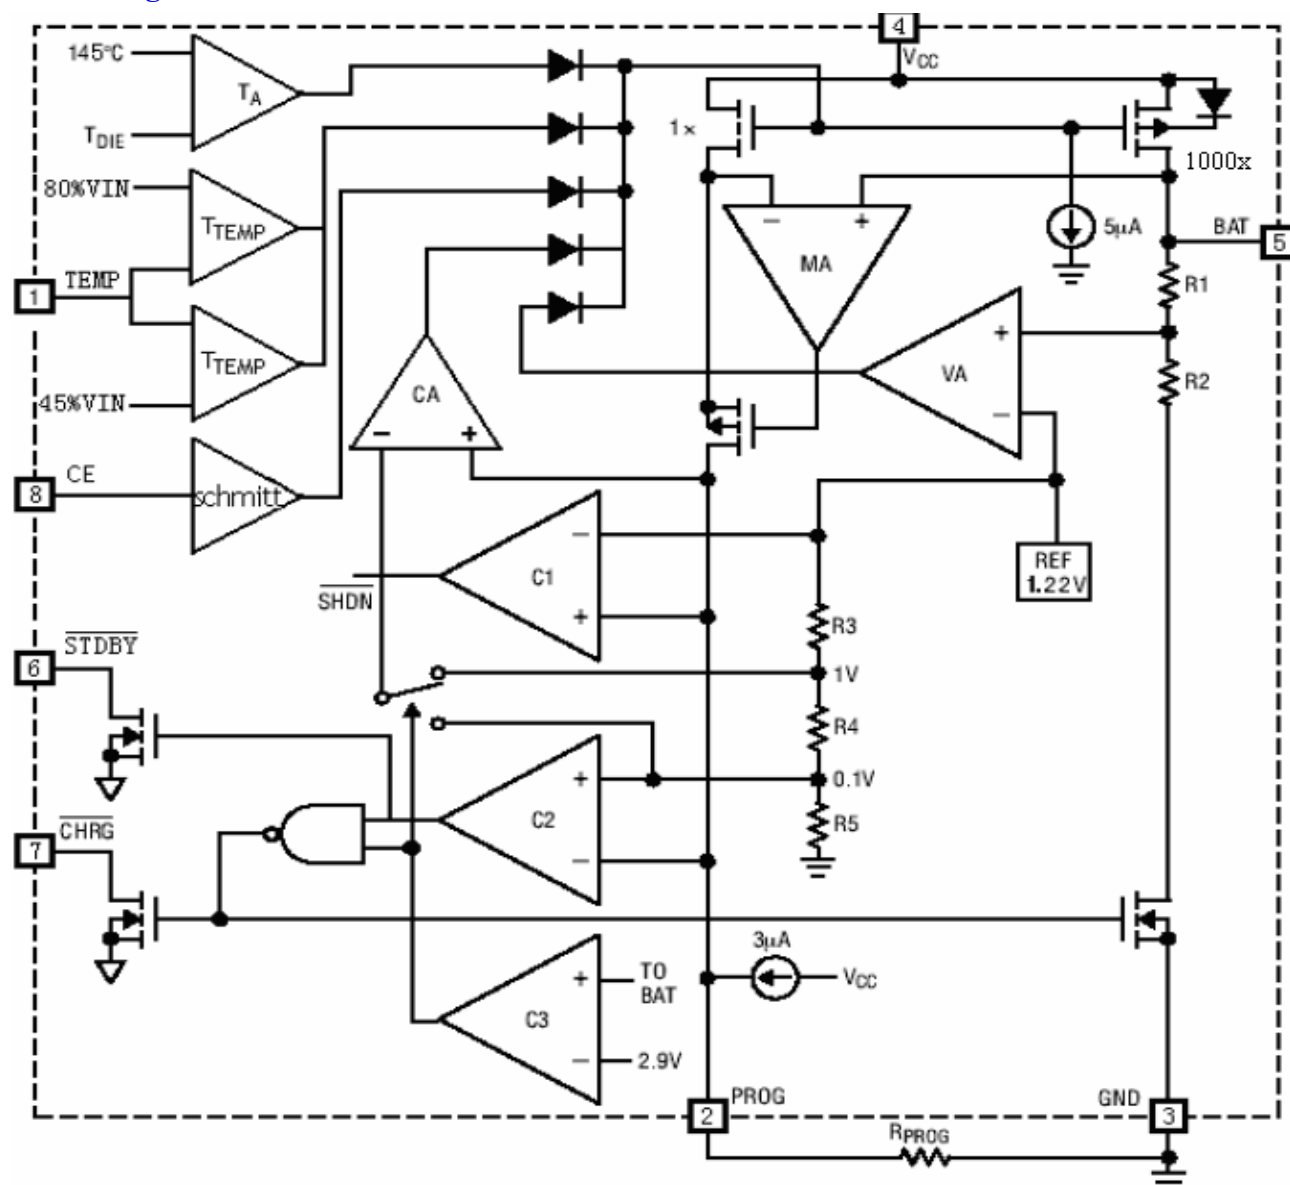 4
VCC
145°C
TA
TDIE
1×
1000x
80%VIN
TTEMP
− +
5μA
BAT
5
MA
TEMP
1
R1
+
VA
TTEMP
R2
CA
45%VIN
−
− +
CE
8
schmitt
−
REF
1.22V
C1
SHDN
+
R3
STDBY
6
1V
R4
+
0.1V
C2
R5
CHRG
7
−
3μA
+
TO
BAT
VCC
C3
−
2.9V
PROG
GND
2
3
RPROG